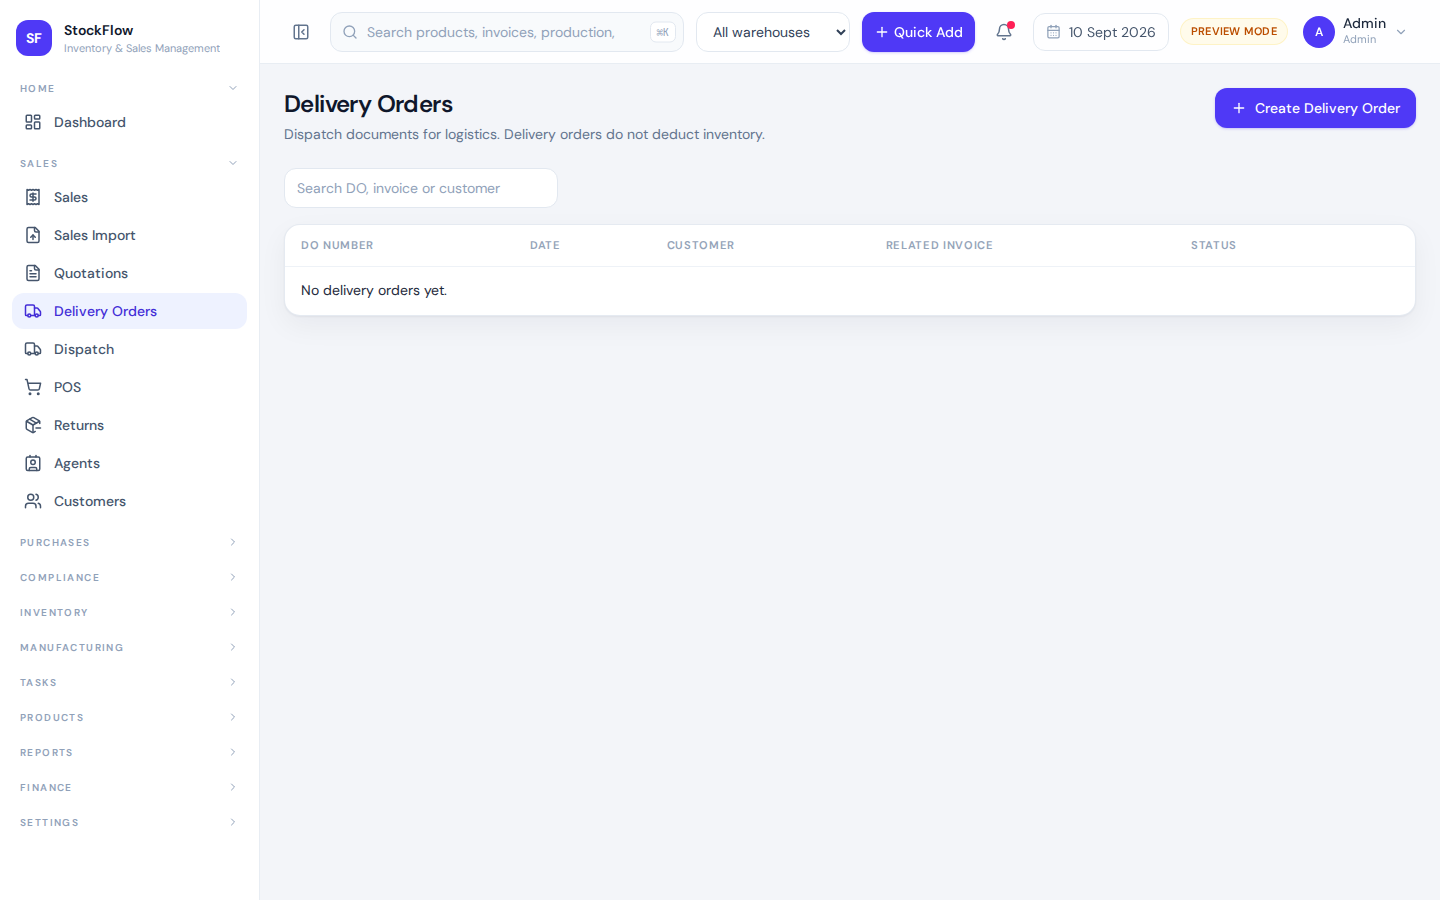 SF
StockFlow
Inventory & Sales Management
HOME
Dashboard
SALES
Sales
Sales Import
Quotations
Delivery Orders
Dispatch
POS
Returns
Agents
Customers
PURCHASES
COMPLIANCE
INVENTORY
MANUFACTURING
TASKS
PRODUCTS
REPORTS
FINANCE
SETTINGS
Search products, invoices, production,
⌘K
All warehouses
Quick Add
10 Sept 2026
PREVIEW MODE
A
Admin
Admin
Delivery Orders
Dispatch documents for logistics. Delivery orders do not deduct inventory.
Create Delivery Order
Search DO, invoice or customer
DO NUMBER DATE CUSTOMER RELATED INVOICE STATUS
No delivery orders yet.